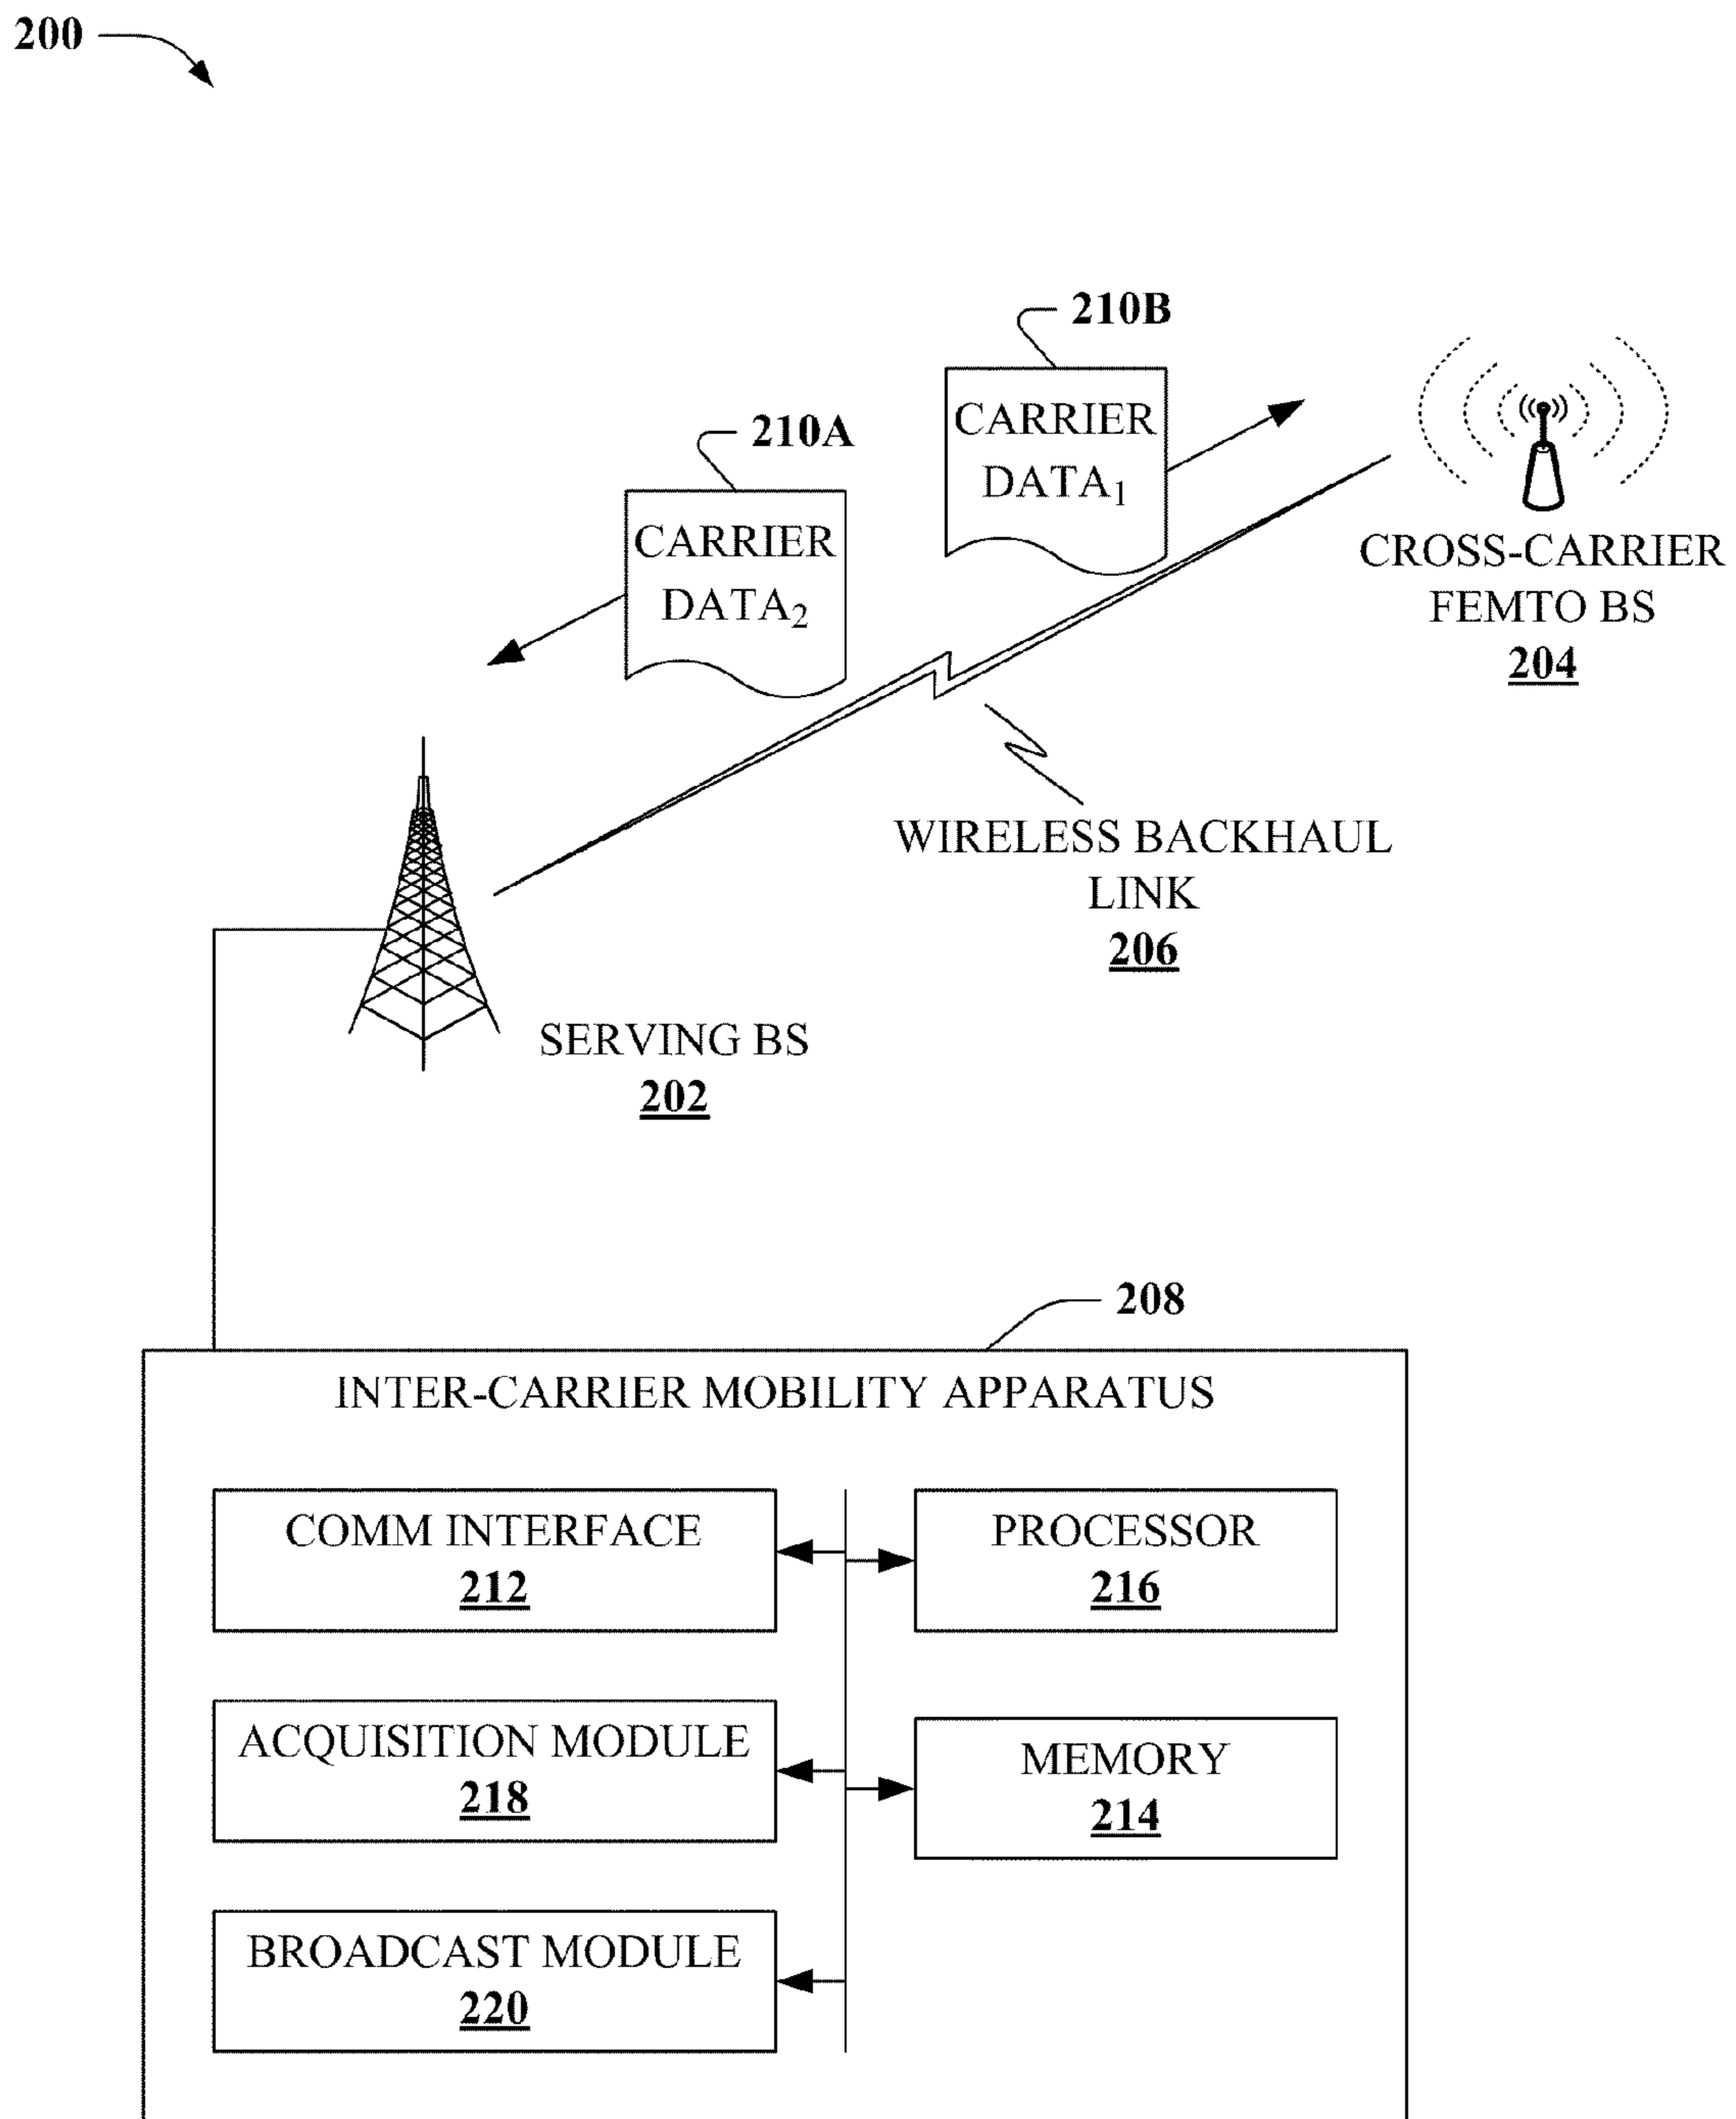 200
210B
CARRIER
DATA1
210A
CARRIER
DATA2
CROSS-CARRIER
FEMTO BS
204
WIRELESS BACKHAUL
LINK
206
SERVING BS
202
208
INTER-CARRIER MOBILITY APPARATUS
COMM INTERFACE
212
PROCESSOR
216
ACQUISITION MODULE
218
MEMORY
214
BROADCAST MODULE
220